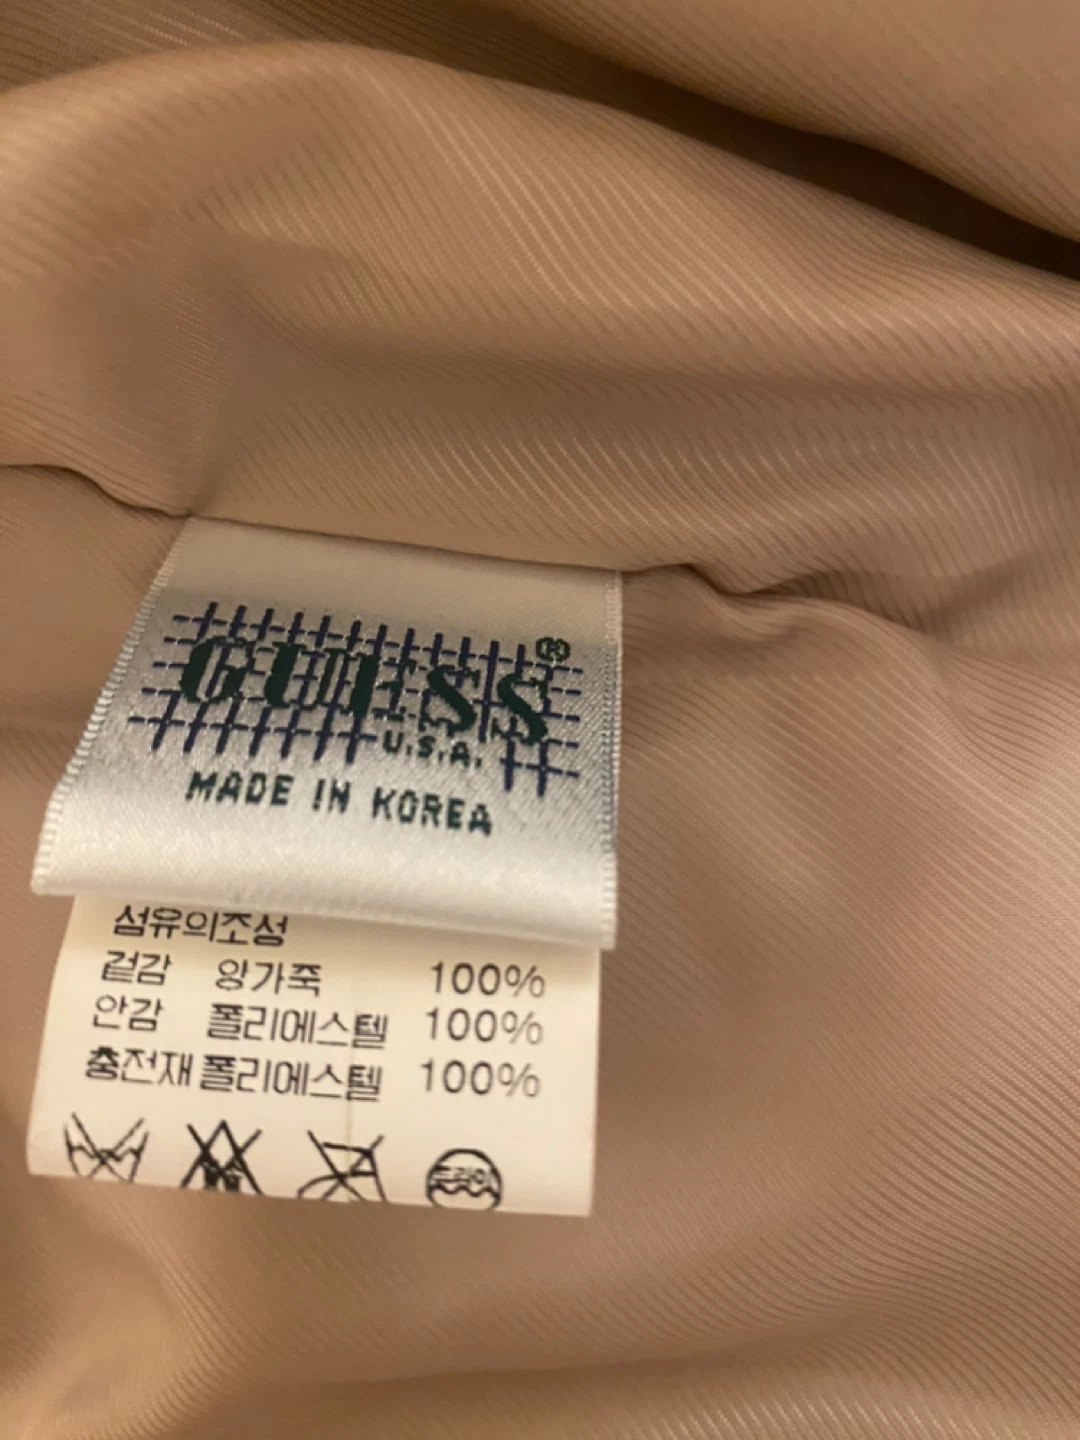 GUESS®
U.S.A.
MADE IN KOREA
섬유의조성
겉감 양가죽 100%
안감 폴리에스텔 100%
충전재 폴리에스텔 100%
드라이